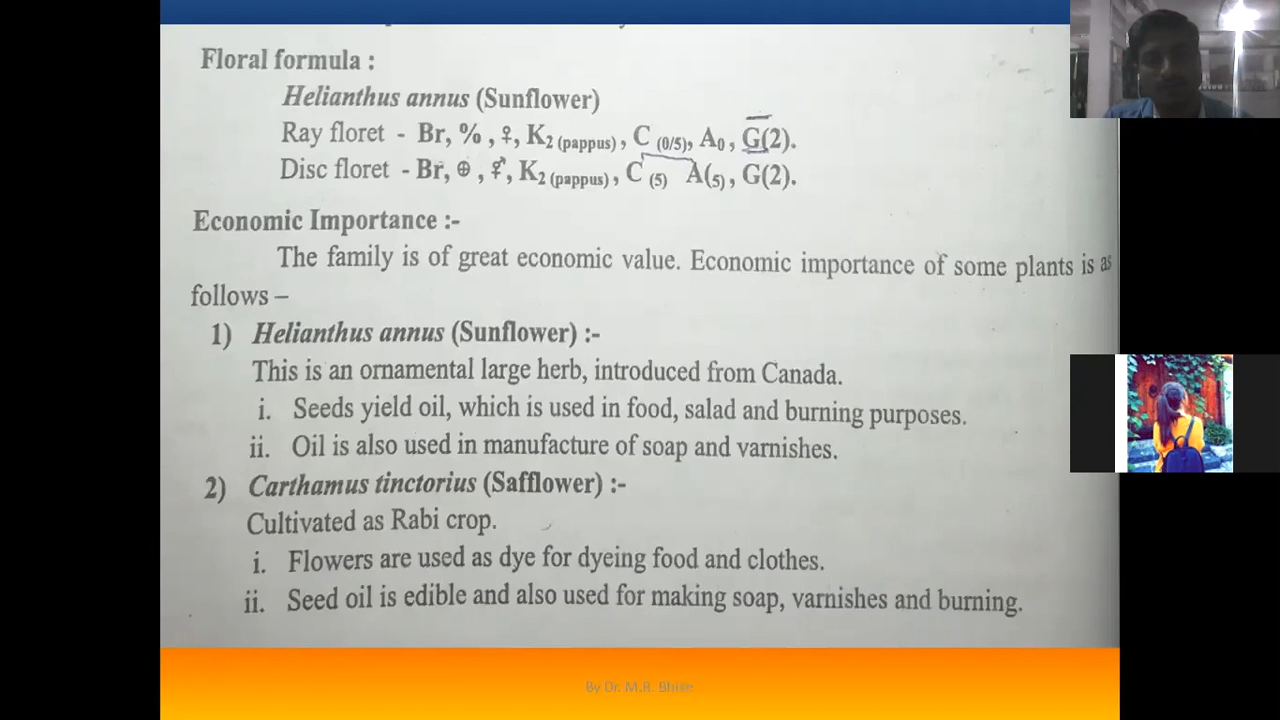 Floral formula :
Helianthus annus (Sunflower)
Ray floret - Br, % , ♀, K2 (pappus) , C (0/5), A0 , G(2).
Disc floret - Br, ⊕ , ⚥, K2 (pappus) , C (5) A(5) , G(2).
Economic Importance :-
The family is of great economic value. Economic importance of some plants is as
follows –
1) Helianthus annus (Sunflower) :-
This is an ornamental large herb, introduced from Canada.
i. Seeds yield oil, which is used in food, salad and burning purposes.
ii. Oil is also used in manufacture of soap and varnishes.
2) Carthamus tinctorius (Safflower) :-
Cultivated as Rabi crop.
i. Flowers are used as dye for dyeing food and clothes.
ii. Seed oil is edible and also used for making soap, varnishes and burning.
By Dr. M.R. Bhise